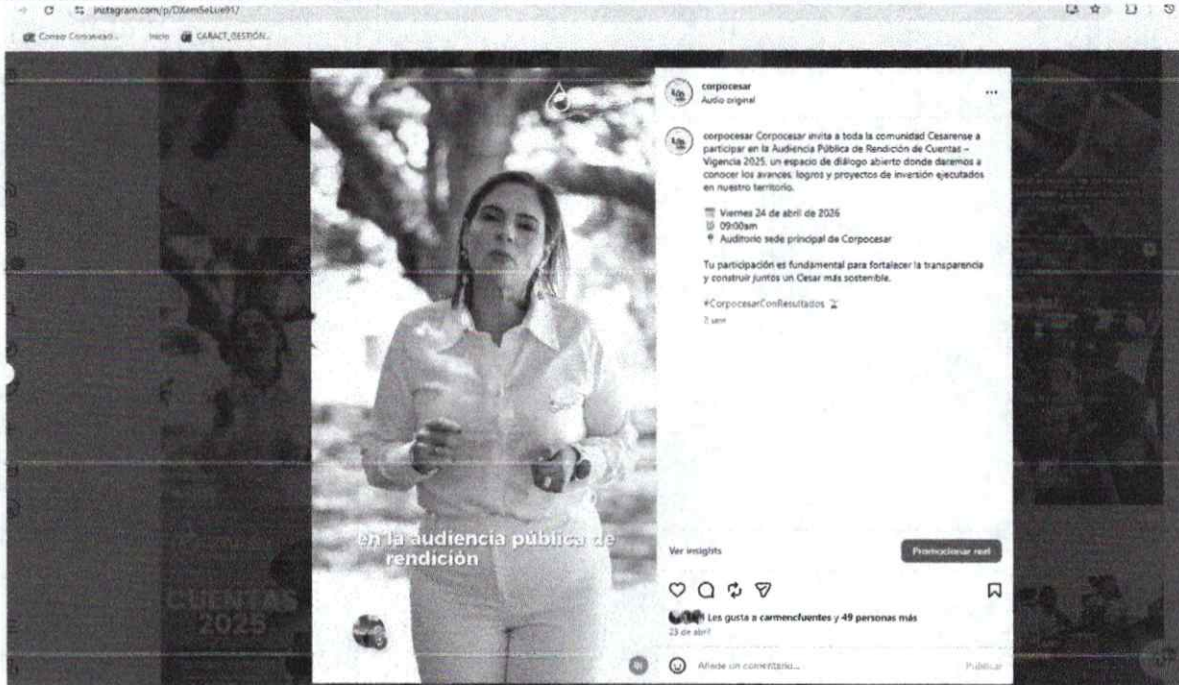 instagram.com/p/DXemSeLue91/
Inicio
CARACT_GESTIÓN...
corpocesar
Audio original
corpocesar Corpocesar invita a toda la comunidad Cesarense a
participar en la Audiencia Pública de Rendición de Cuentas –
Vigencia 2025, un espacio de diálogo abierto donde daremos a
conocer los avances, logros y proyectos de inversión ejecutados
en nuestro territorio.
Viernes 24 de abril de 2026
09:00am
Auditorio sede principal de Corpocesar
Tu participación es fundamental para fortalecer la transparencia
y construir juntos un Cesar más sostenible.
#CorpocesarConResultados
2 sem
en la audiencia pública de
rendición
CUENTAS
2025
Ver insights
Promocionar reel
Les gusta a carmencfuentes y 49 personas más
23 de abril
Añade un comentario...
Publicar